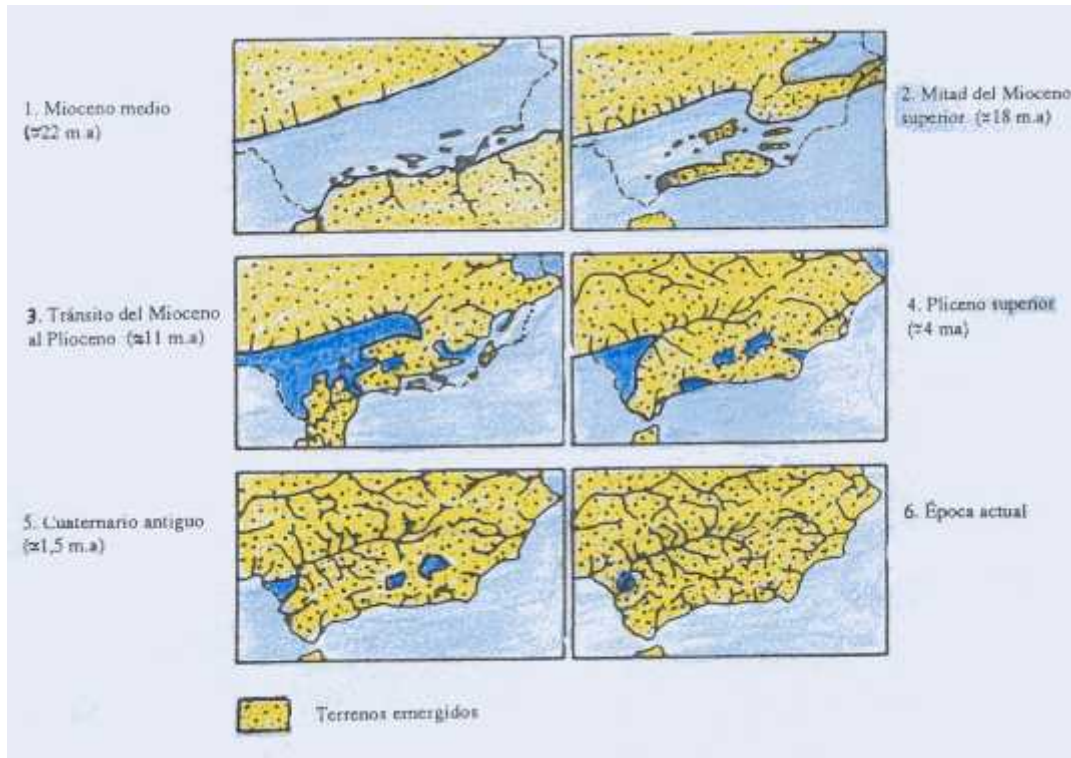 1. Mioceno medio
(≈22 m.a)
2. Mitad del Mioceno
superior (≈18 m.a)
3. Tránsito del Mioceno
al Plioceno (≈11 m.a)
4. Plioceno superior
(≈4 ma)
5. Cuaternario antiguo
(≈1,5 m.a)
6. Época actual
Terrenos emergidos